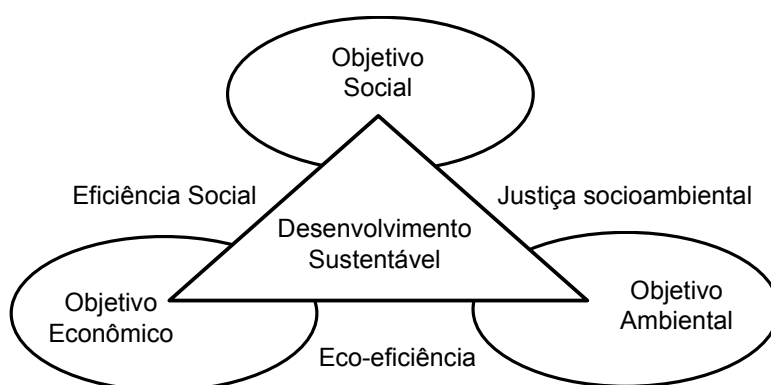 Objetivo
Social
Eficiência Social
Justiça socioambiental
Desenvolvimento
Sustentável
Objetivo
Econômico
Objetivo
Ambiental
Eco-eficiência